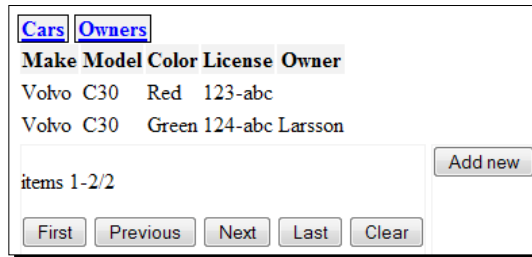 Cars Owners
Make Model Color License Owner
Volvo C30 Red 123-abc
Volvo C30 Green 124-abc Larsson
items 1-2/2
Add new
First Previous Next Last Clear